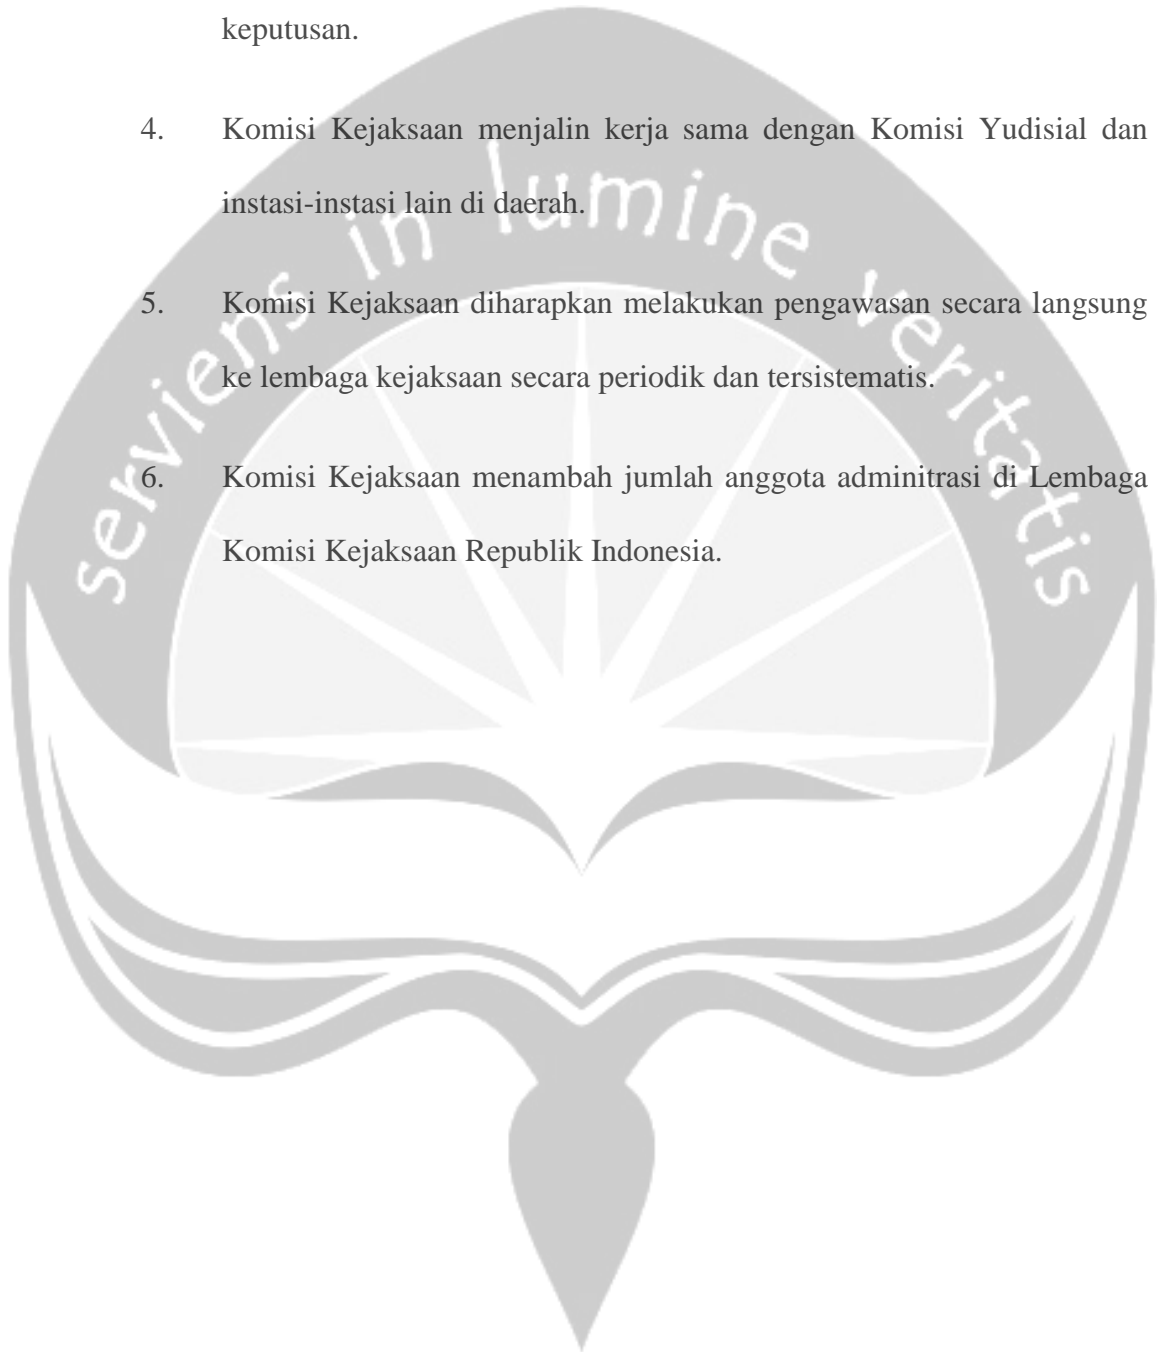 keputusan.
4. Komisi Kejaksaan menjalin kerja sama dengan Komisi Yudisial dan
instasi-instasi lain di daerah.
5. Komisi Kejaksaan diharapkan melakukan pengawasan secara langsung
ke lembaga kejaksaan secara periodik dan tersistematis.
6. Komisi Kejaksaan menambah jumlah anggota adminitrasi di Lembaga
Komisi Kejaksaan Republik Indonesia.
serviens in lumine veritatis